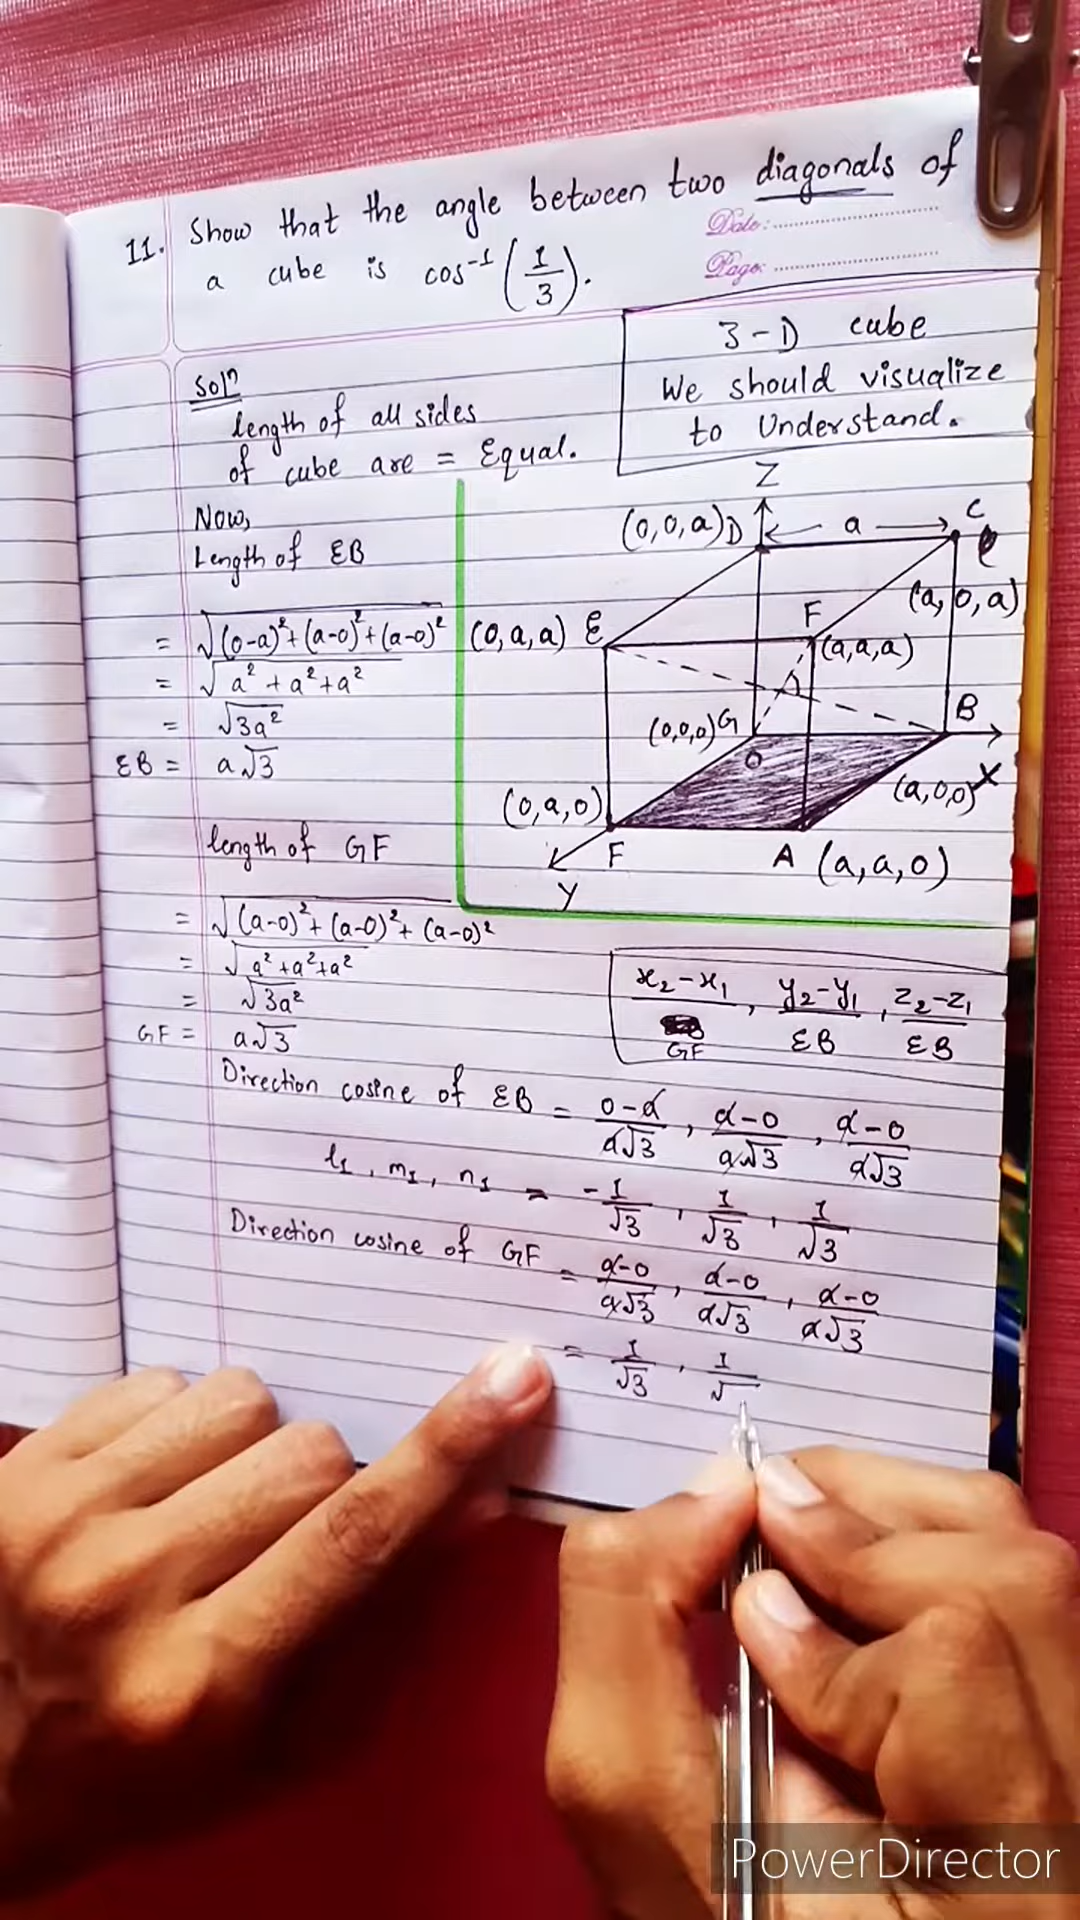 11. Show that the angle between two diagonals of
a cube is cos⁻¹(1/3).
Date:
Page:
3-D cube
We should visualize
to Understand.
Solⁿ
length of all sides
of cube are = Equal.
Now,
Length of EB
= √(0-a)²+(a-0)²+(a-0)²
= √a²+a²+a²
= √3a²
EB = a√3
length of GF
= √(a-0)²+(a-0)²+(a-0)²
= √a²+a²+a²
= √3a²
GF = a√3
Z
(0,0,a) D a C
(a,0,a)
(0,a,a) E F (a,a,a)
(0,0,0) G B
O
X
(a,0,0)
(0,a,0)
F A (a,a,0)
Y
x₂-x₁/GF, y₂-y₁/EB, z₂-z₁/EB
Direction cosine of EB = 0-a/a√3, a-0/a√3, a-0/a√3
l₁, m₁, n₁ = -1/√3, 1/√3, 1/√3
Direction cosine of GF = a-0/a√3, a-0/a√3, a-0/a√3
= 1/√3, 1/√
PowerDirector